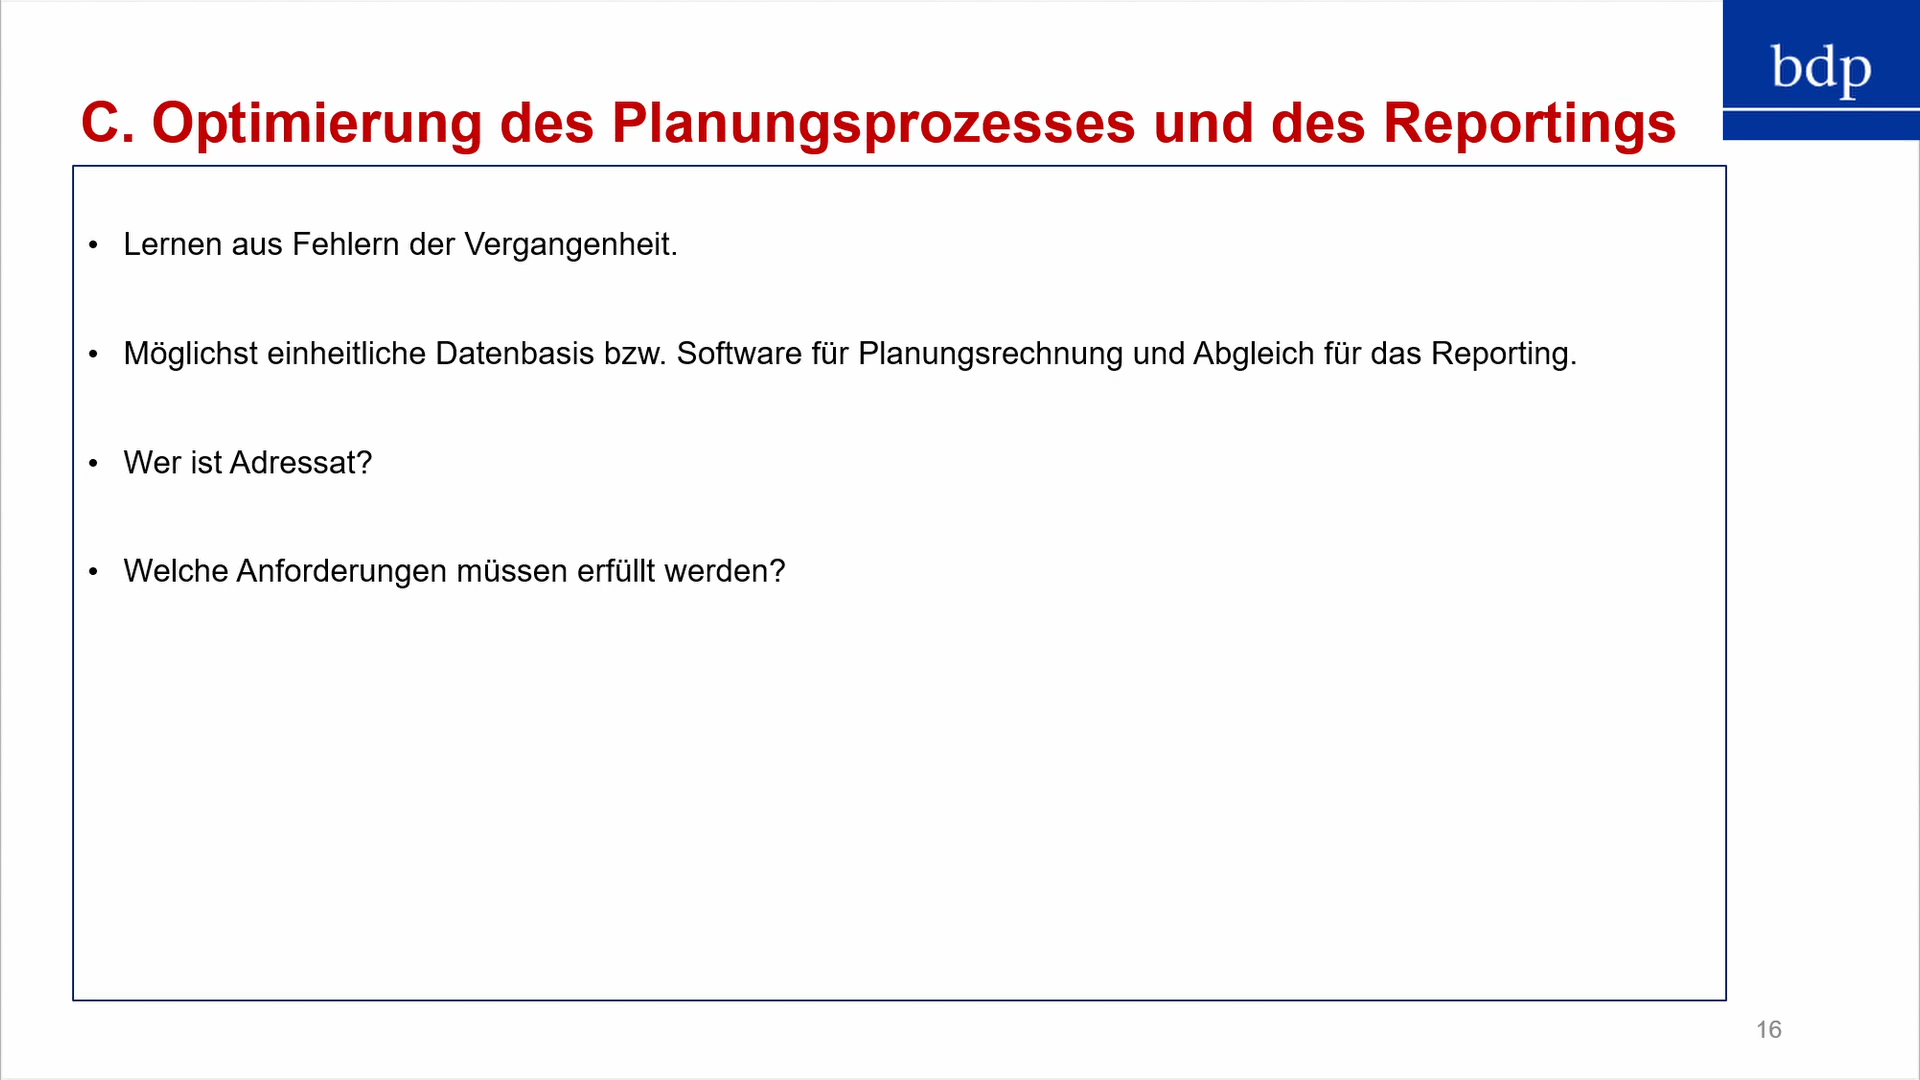 bdp
C. Optimierung des Planungsprozesses und des Reportings
• Lernen aus Fehlern der Vergangenheit.
• Möglichst einheitliche Datenbasis bzw. Software für Planungsrechnung und Abgleich für das Reporting.
• Wer ist Adressat?
• Welche Anforderungen müssen erfüllt werden?
16